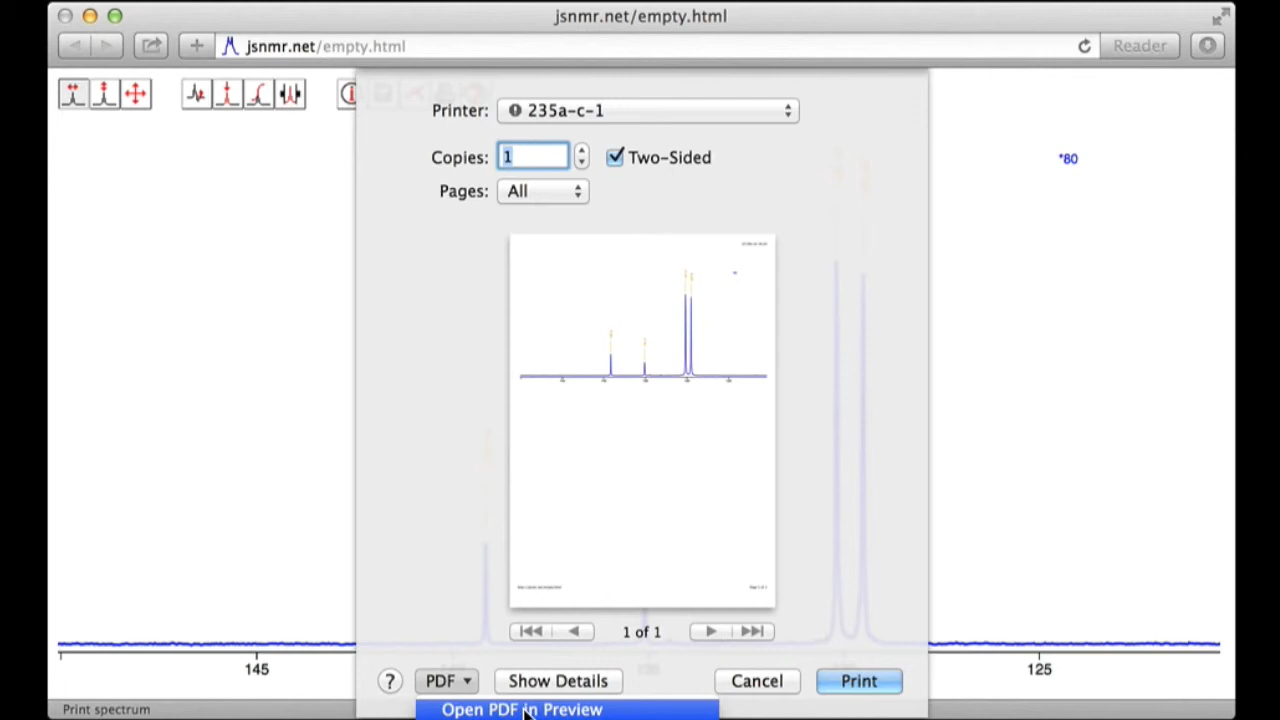 jsnmr.net/empty.html
jsnmr.net/empty.html
Reader
Printer: 235a-c-1
*80
Copies: 1 Two-Sided
Pages: All
1 of 1
145
125
? PDF Show Details Cancel Print
Open PDF in Preview
Print spectrum